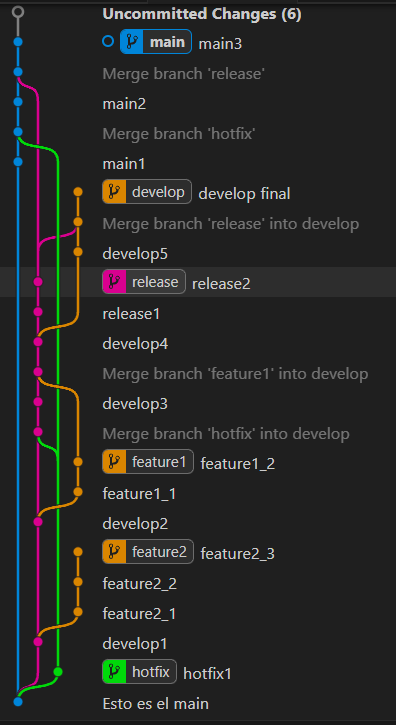 Uncommitted Changes (6)
main main3
Merge branch 'release'
main2
Merge branch 'hotfix'
main1
develop develop final
Merge branch 'release' into develop
develop5
release release2
release1
develop4
Merge branch 'feature1' into develop
develop3
Merge branch 'hotfix' into develop
feature1 feature1_2
feature1_1
develop2
feature2 feature2_3
feature2_2
feature2_1
develop1
hotfix hotfix1
Esto es el main